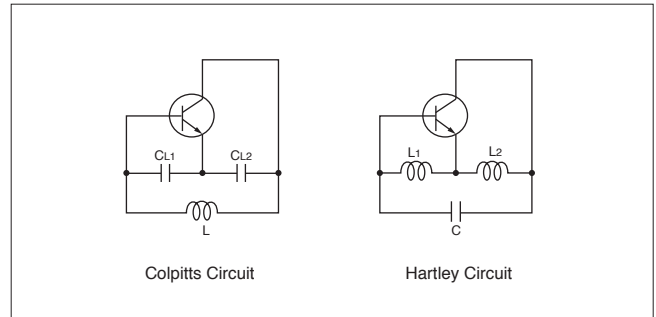 CL1 CL2
L
Colpitts Circuit
L1 L2
C
Hartley Circuit